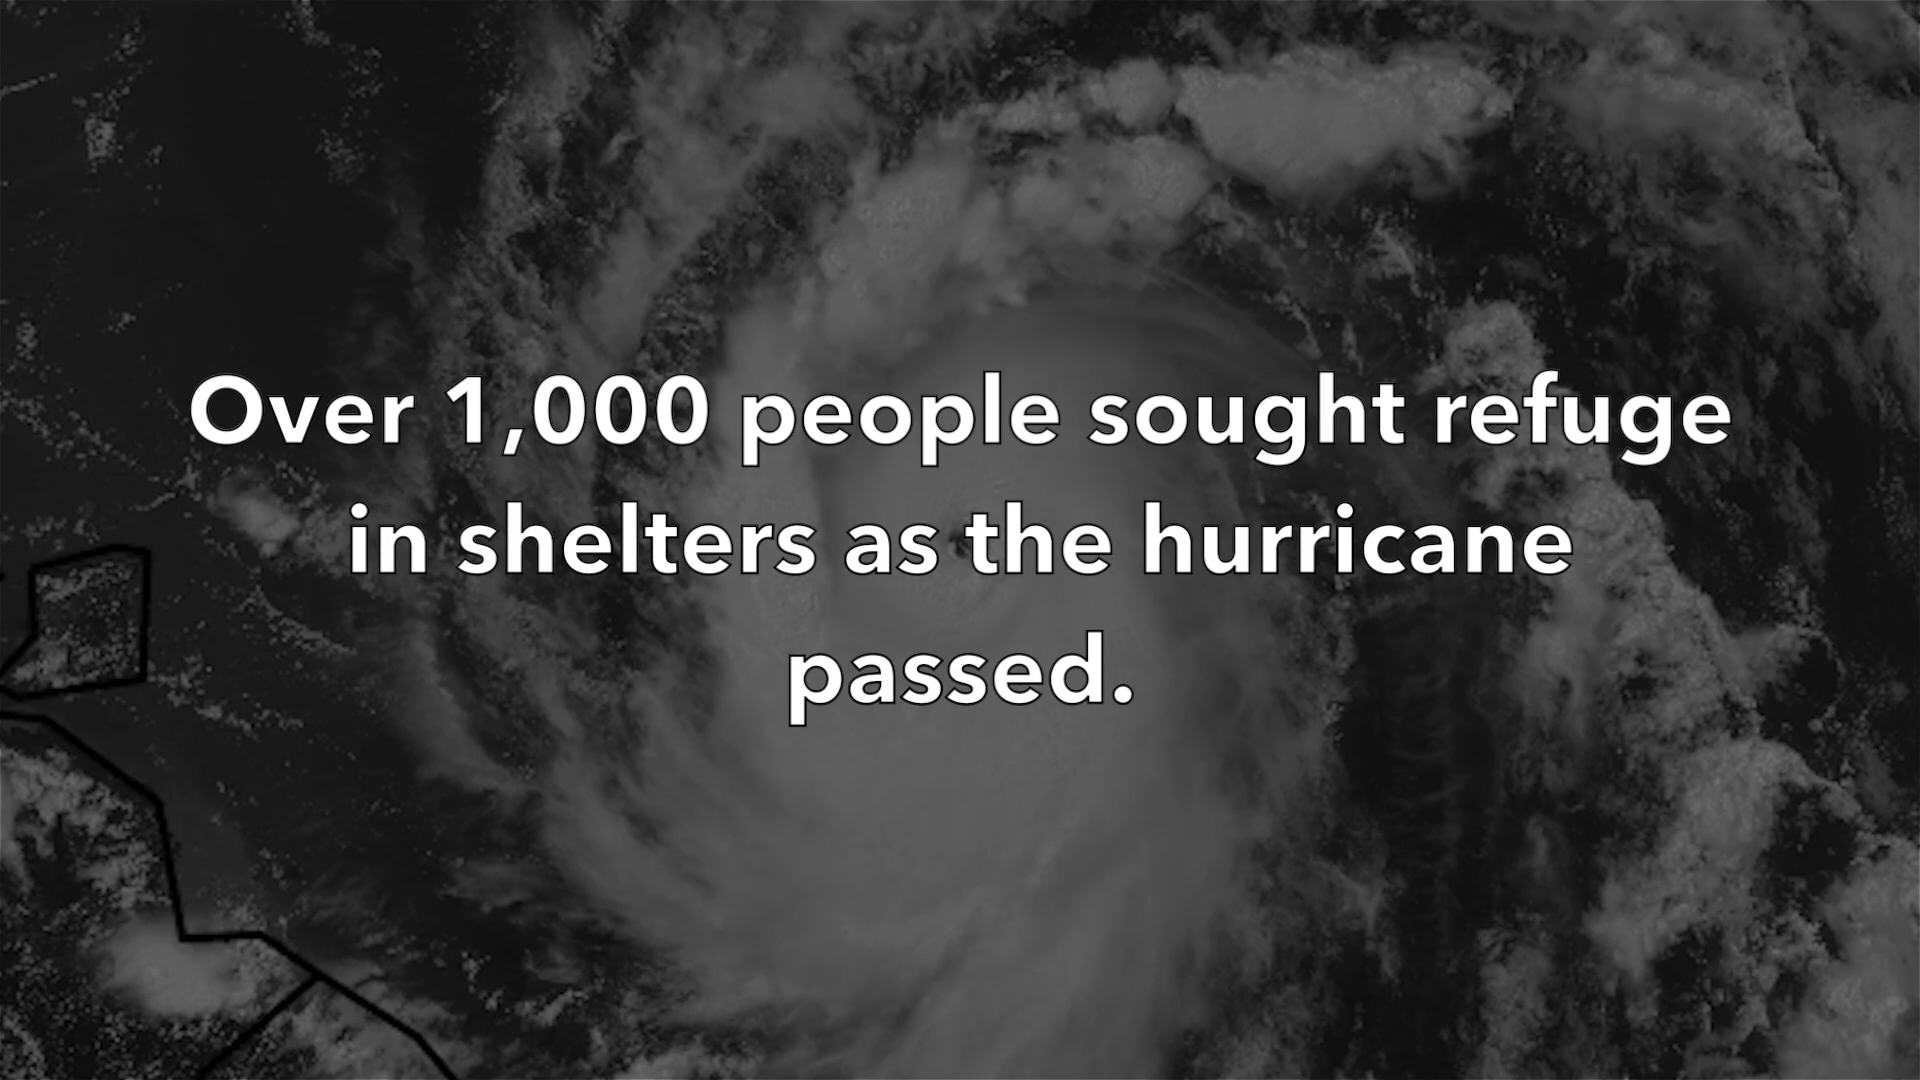 Over 1,000 people sought refuge
in shelters as the hurricane
passed.